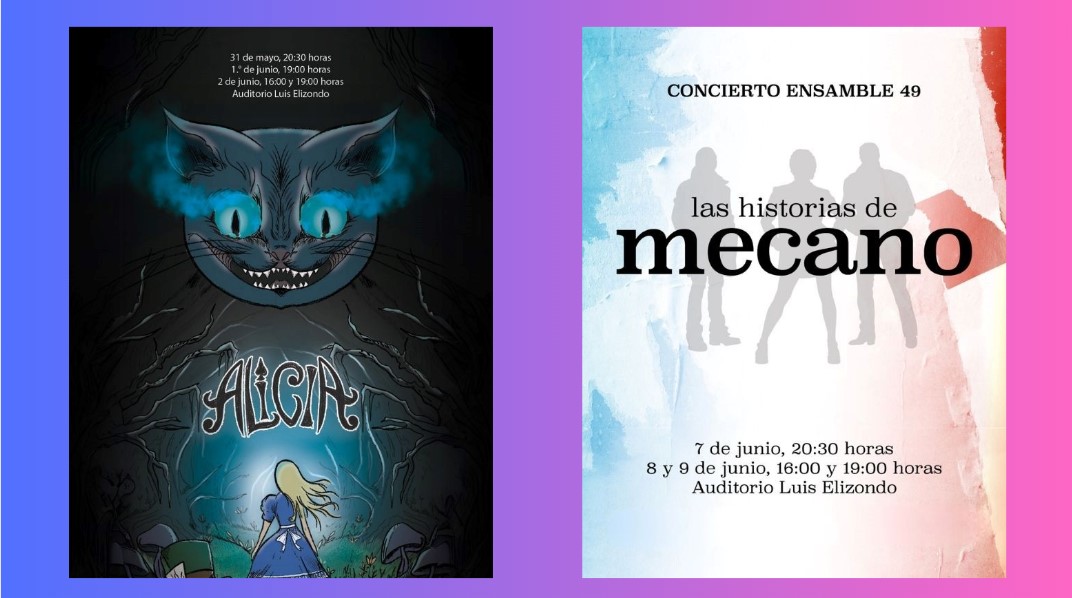 31 de mayo, 20:30 horas
1.° de junio, 19:00 horas
2 de junio, 16:00 y 19:00 horas
Auditorio Luis Elizondo
ALICIA
CONCIERTO ENSAMBLE 49
las historias de
mecano
7 de junio, 20:30 horas
8 y 9 de junio, 16:00 y 19:00 horas
Auditorio Luis Elizondo